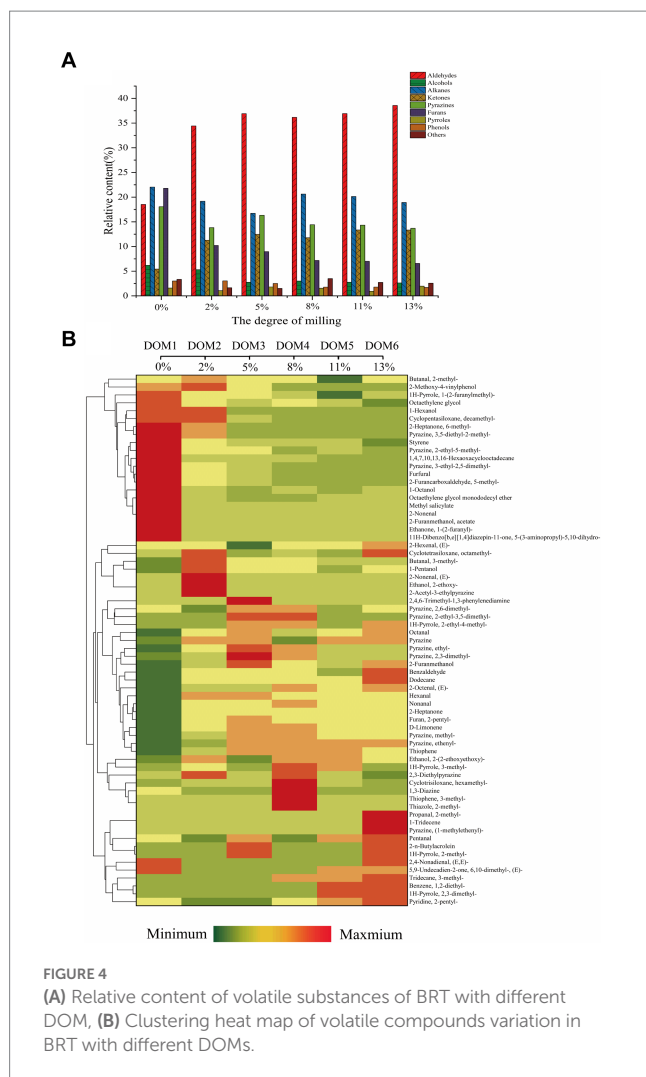 A
Aldehydes
Alcohols
Alkanes
Ketones
Pyrazines
Furans
Pyrroles
Phenols
Others
Relative content(%)
40
35
30
25
20
15
10
5
0
0% 2% 5% 8% 11% 13%
The degree of milling
B
DOM1 DOM2 DOM3 DOM4 DOM5 DOM6
0% 2% 5% 8% 11% 13%
Butanal, 2-methyl-
2-Methoxy-4-vinylphenol
1H-Pyrrole, 1-(2-furanylmethyl)-
Octaethylene glycol
1-Hexanol
Cyclopentasiloxane, decamethyl-
2-Heptanone, 6-methyl-
Pyrazine, 3,5-diethyl-2-methyl-
Styrene
Pyrazine, 2-ethyl-5-methyl-
1,4,7,10,13,16-Hexaoxacyclooctadecane
Pyrazine, 3-ethyl-2,5-dimethyl-
Furfural
2-Furancarboxaldehyde, 5-methyl-
1-Octanol
Octaethylene glycol monododecyl ether
Methyl salicylate
2-Nonenal
2-Furanmethanol, acetate
Ethanone, 1-(2-furanyl)-
11H-Dibenzo[b,e][1,4]diazepin-11-one, 5-(3-aminopropyl)-5,10-dihydro-
2-Hexenal, (E)-
Cyclotetrasiloxane, octamethyl-
Butanal, 3-methyl-
1-Pentanol
2-Nonenal, (E)-
Ethanol, 2-ethoxy-
2-Acetyl-3-ethylpyrazine
2,4,6-Trimethyl-1,3-phenylenediamine
Pyrazine, 2,6-dimethyl-
Pyrazine, 2-ethyl-3,5-dimethyl-
1H-Pyrrole, 2-ethyl-4-methyl-
Octanal
Pyrazine
Pyrazine, ethyl-
Pyrazine, 2,3-dimethyl-
2-Furanmethanol
Benzaldehyde
Dodecane
2-Octenal, (E)-
Hexanal
Nonanal
2-Heptanone
Furan, 2-pentyl-
D-Limonene
Pyrazine, methyl-
Pyrazine, ethenyl-
Thiophene
Ethanol, 2-(2-ethoxyethoxy)-
1H-Pyrrole, 3-methyl-
2,3-Diethylpyrazine
Cyclotrisiloxane, hexamethyl-
1,3-Diazine
Thiophene, 3-methyl-
Thiazole, 2-methyl-
Propanal, 2-methyl-
1-Tridecene
Pyrazine, (1-methylethenyl)-
Pentanal
2-n-Butylacrolein
1H-Pyrrole, 2-methyl-
2,4-Nonadienal, (E,E)-
5,9-Undecadien-2-one, 6,10-dimethyl-, (E)-
Tridecane, 3-methyl-
Benzene, 1,2-diethyl-
1H-Pyrrole, 2,3-dimethyl-
Pyridine, 2-pentyl-
Minimum Maxmium
FIGURE 4
(A) Relative content of volatile substances of BRT with different
DOM, (B) Clustering heat map of volatile compounds variation in
BRT with different DOMs.